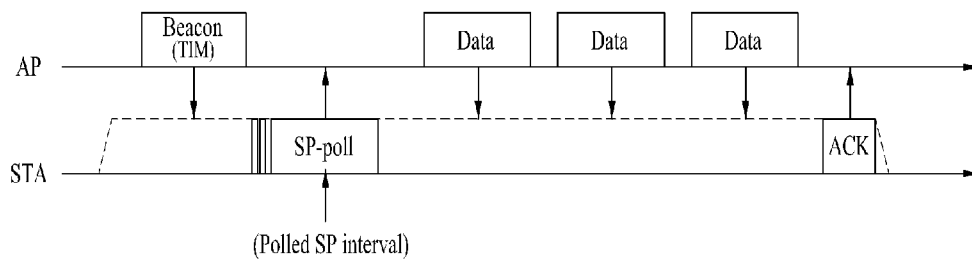 Beacon
(TIM)
Data
Data
Data
AP
SP-poll
ACK
STA
(Polled SP interval)